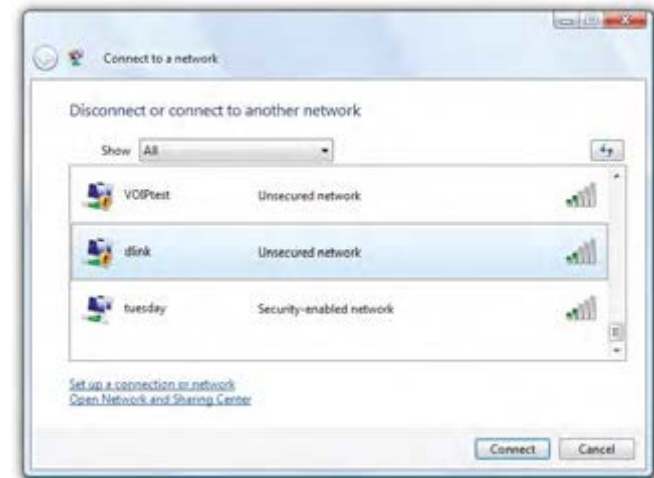 Connect to a network
Disconnect or connect to another network
Show All
VOIPtest Unsecured network
dlink Unsecured network
tuesday Security-enabled network
Set up a connection or network
Open Network and Sharing Center
Connect Cancel